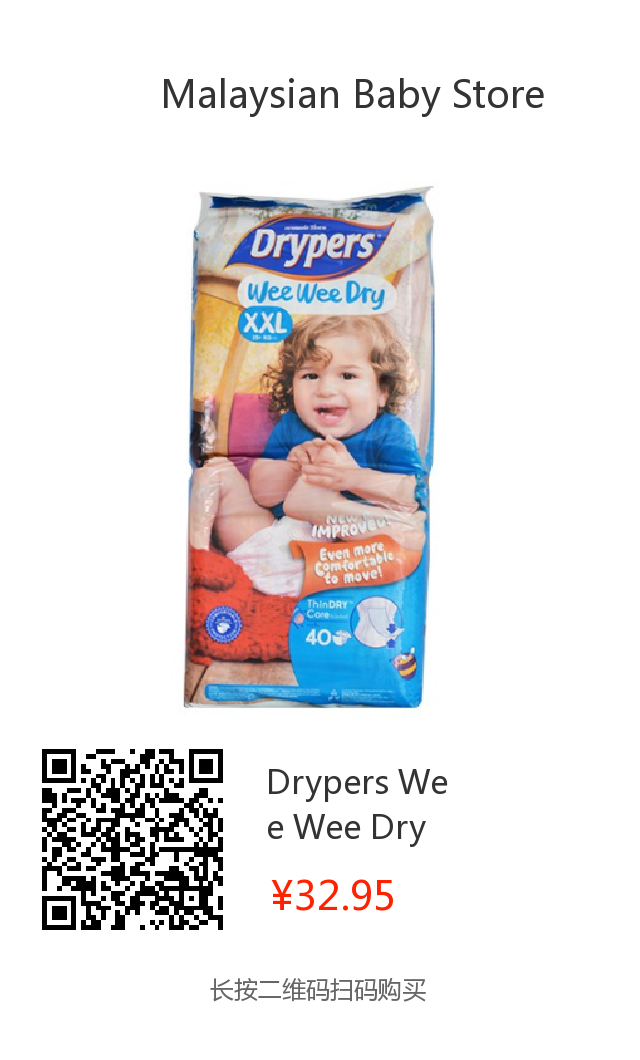 Malaysian Baby Store
Drypers
Wee Wee Dry
XXL
NEW
IMPROVED!
Even more
Comfortable
to move!
ThinDRY
Core
40
Drypers We
e Wee Dry
¥32.95
长按二维码扫码购买